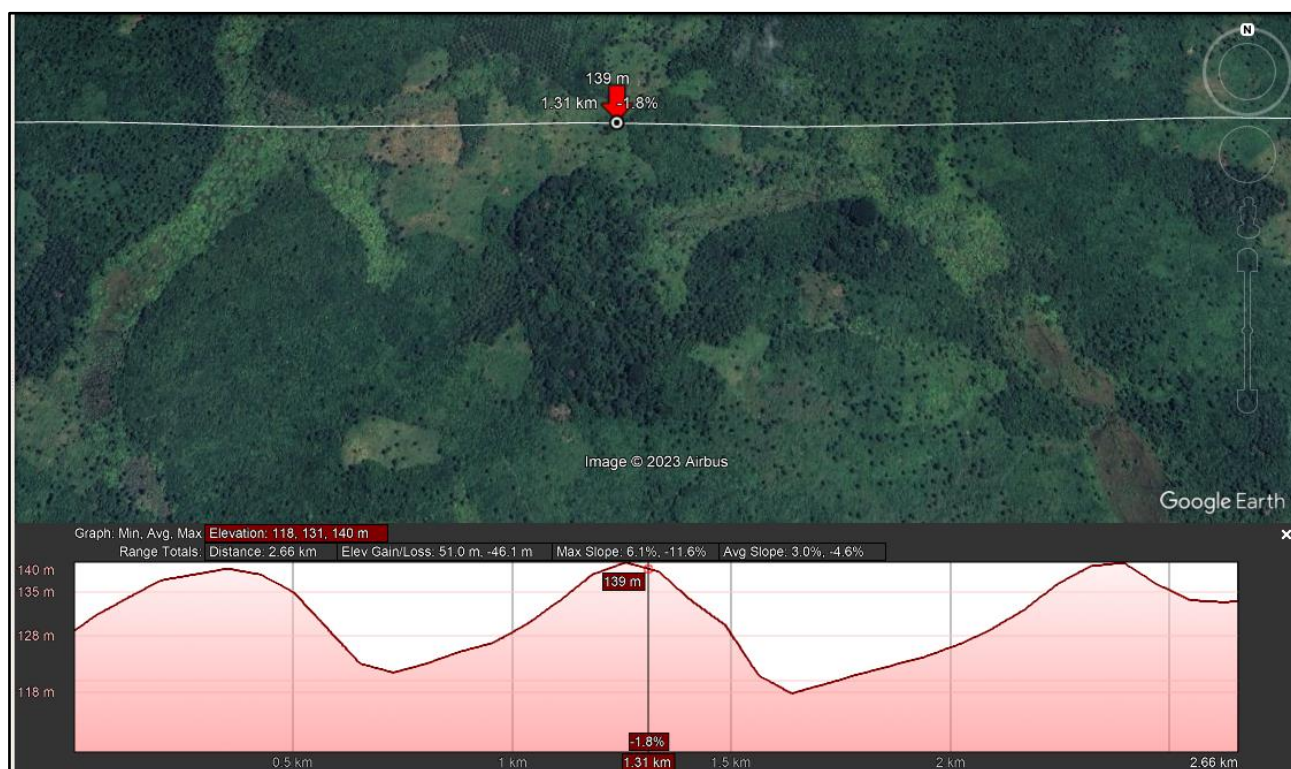 N
139 m
1.31 km -1.8%
Image © 2023 Airbus
Google Earth
Graph: Min, Avg, Max Elevation: 118, 131, 140 m
Range Totals: Distance: 2.66 km Elev Gain/Loss: 51.0 m, -46.1 m Max Slope: 6.1%, -11.6% Avg Slope: 3.0%, -4.6%
140 m
139 m
135 m
128 m
118 m
-1.8%
0.5 km 1 km 1.31 km 1.5 km 2 km 2.66 km